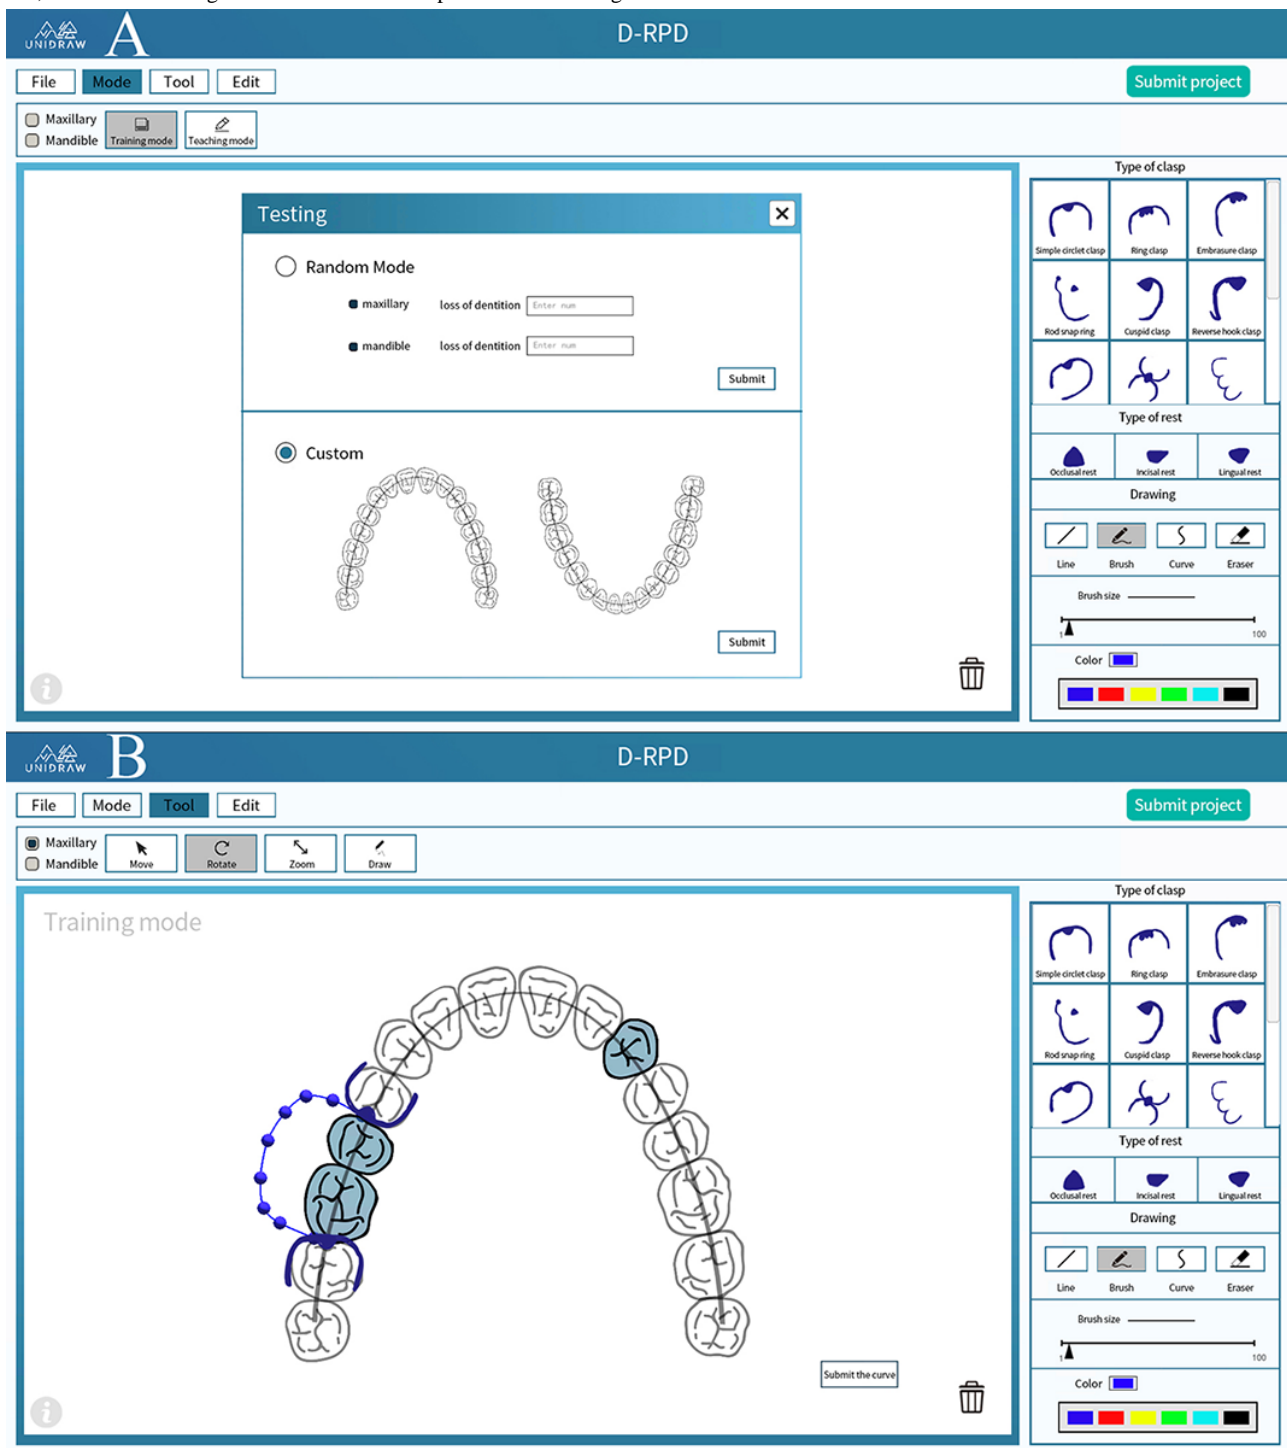 UNIDRAW A D-RPD
File Mode Tool Edit Submit project
Maxillary
Mandible Training mode Teaching mode
Type of clasp
Testing
Random Mode
maxillary loss of dentition Enter num
mandible loss of dentition Enter num
Submit
Custom
Submit
Simple circlet clasp Ring clasp Embrasure clasp
Rod snap ring Cuspid clasp Reverse hook clasp
Type of rest
Occlusal rest Incisal rest Lingual rest
Drawing
Line Brush Curve Eraser
Brush size
1 100
Color
UNIDRAW B D-RPD
File Mode Tool Edit Submit project
Maxillary
Mandible Move Rotate Zoom Draw
Type of clasp
Training mode
Submit the curve
Simple circlet clasp Ring clasp Embrasure clasp
Rod snap ring Cuspid clasp Reverse hook clasp
Type of rest
Occlusal rest Incisal rest Lingual rest
Drawing
Line Brush Curve Eraser
Brush size
1 100
Color